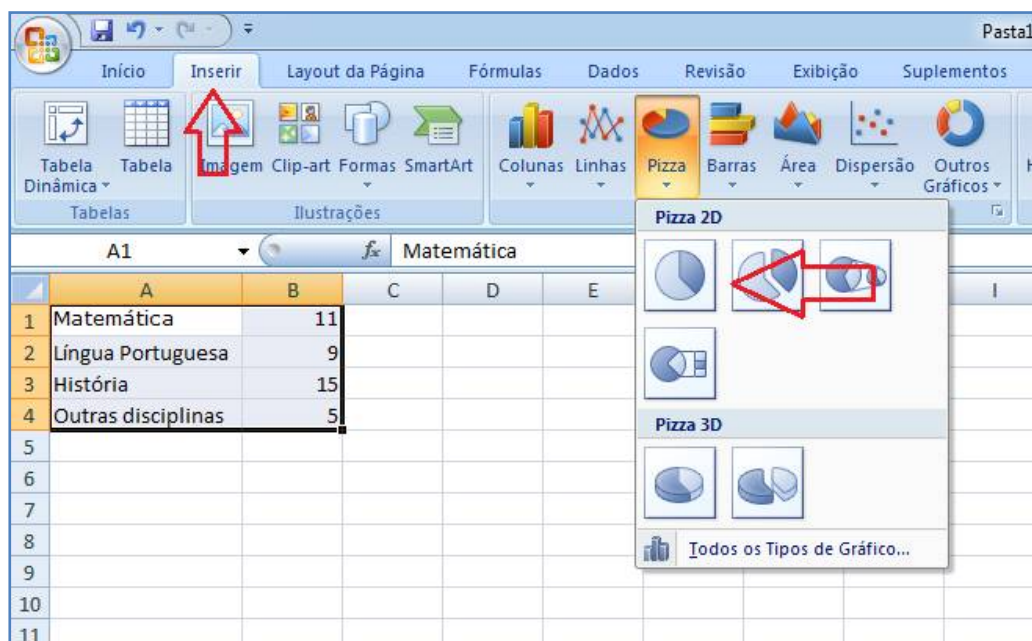 Pasta1
Início Inserir Layout da Página Fórmulas Dados Revisão Exibição Suplementos
Tabela Dinâmica Tabela Imagem Clip-art Formas SmartArt Colunas Linhas Pizza Barras Área Dispersão Outros Gráficos
Tabelas Ilustrações
Pizza 2D
A1 fx Matemática
A B C D E I
1 Matemática 11
2 Língua Portuguesa 9
3 História 15
4 Outras disciplinas 5
Pizza 3D
5
6
7
8
Todos os Tipos de Gráfico...
9
10
11